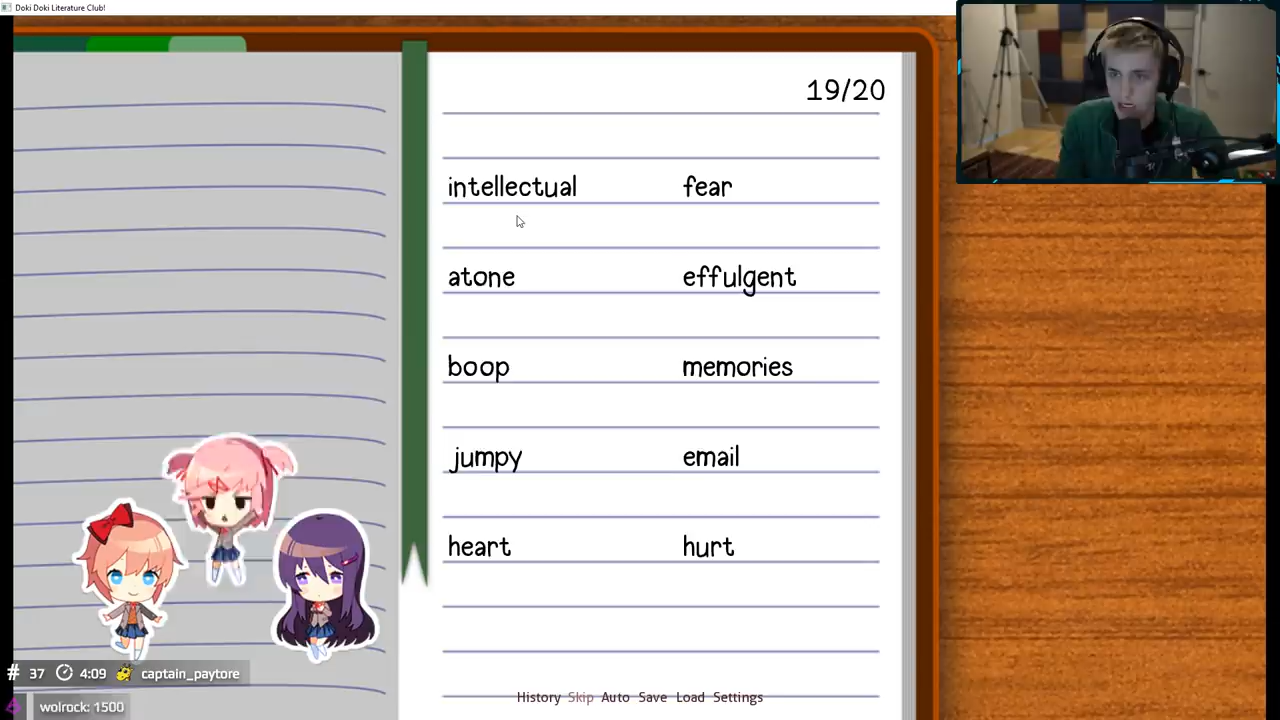 Doki Doki Literature Club!
19/20
intellectual fear
atone effulgent
boop memories
jumpy email
heart hurt
# 37 4:09 captain_paytore
wolrock: 1500
History Skip Auto Save Load Settings